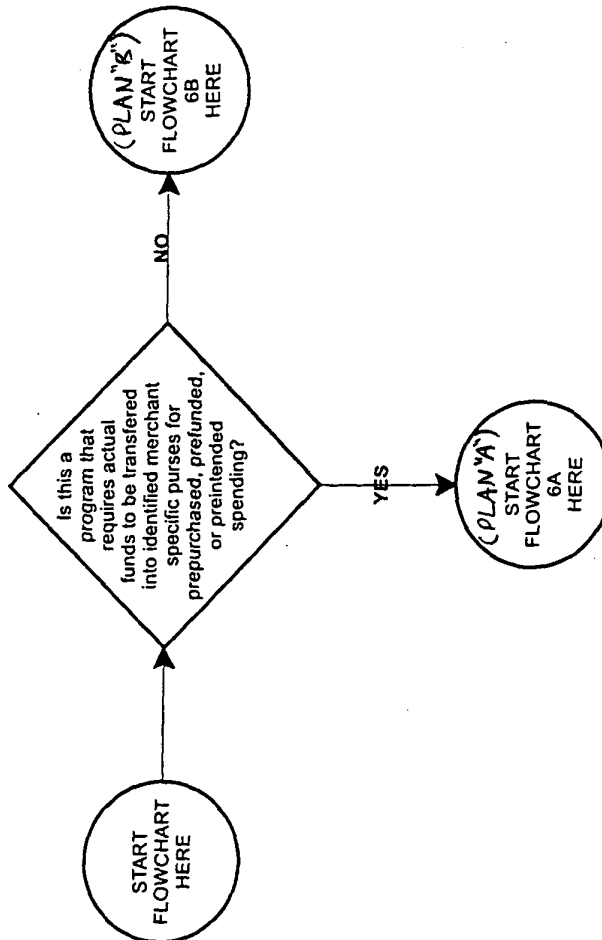 START
FLOWCHART
HERE
Is this a
program that
requires actual
funds to be transfered
into identified merchant
specific purses for
prepurchased, prefunded,
or preintended
spending?
NO
(PLAN "B")
START
FLOWCHART
6B
HERE
YES
(PLAN "A")
START
FLOWCHART
6A
HERE